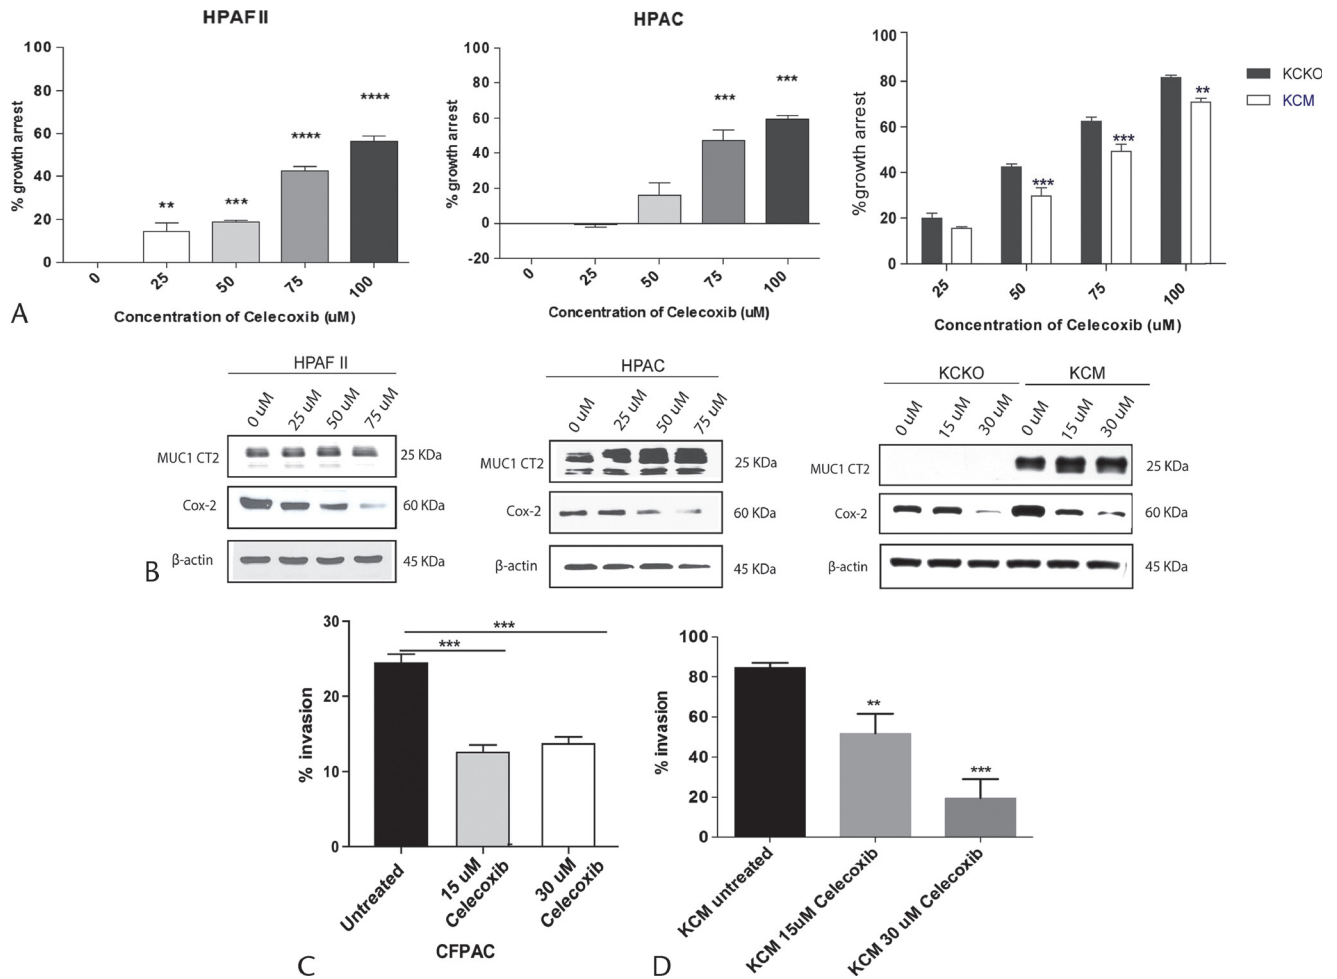 HPAF II
% growth arrest
100
80
60
40
20
0
**
***
****
****
0
25
50
75
100
Concentration of Celecoxib (uM)
HPAC
% growth arrest
100
80
60
40
20
0
-20
***
***
0
25
50
75
100
Concentration of Celecoxib (uM)
% growth arrest
100
80
60
40
20
0
***
***
**
25
50
75
100
Concentration of Celecoxib (uM)
KCKO
KCM
A
HPAF II
0 uM
25 uM
50 uM
75 uM
MUC1 CT2
25 KDa
Cox-2
60 KDa
β-actin
45 KDa
HPAC
0 uM
25 uM
50 uM
75 uM
MUC1 CT2
25 KDa
Cox-2
60 KDa
β-actin
45 KDa
KCKO
KCM
0 uM
15 uM
30 uM
0 uM
15 uM
30 uM
MUC1 CT2
25 KDa
Cox-2
60 KDa
β-actin
45 KDa
B
% invasion
30
20
10
0
***
***
Untreated
15 uM
Celecoxib
30 uM
Celecoxib
CFPAC
C
% invasion
100
80
60
40
20
0
**
***
KCM untreated
KCM 15uM Celecoxib
KCM 30 uM Celecoxib
D